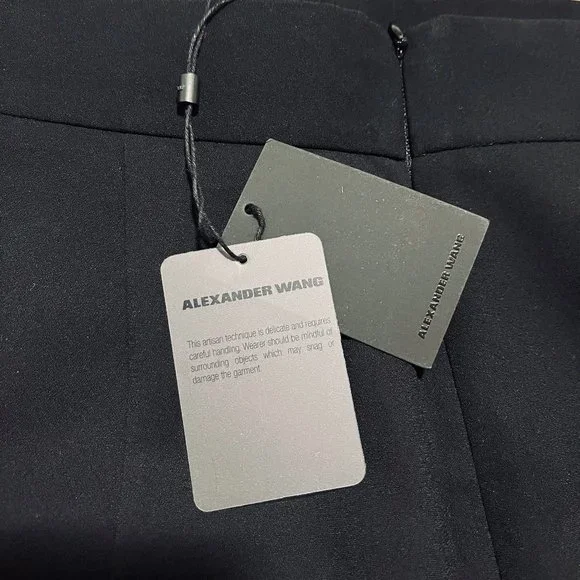 ALEXANDER WANG
This artisan technique is delicate and requires
careful handling. Wearer should be mindful of
surrounding objects which may snag or
damage the garment.
ALEXANDER WANG